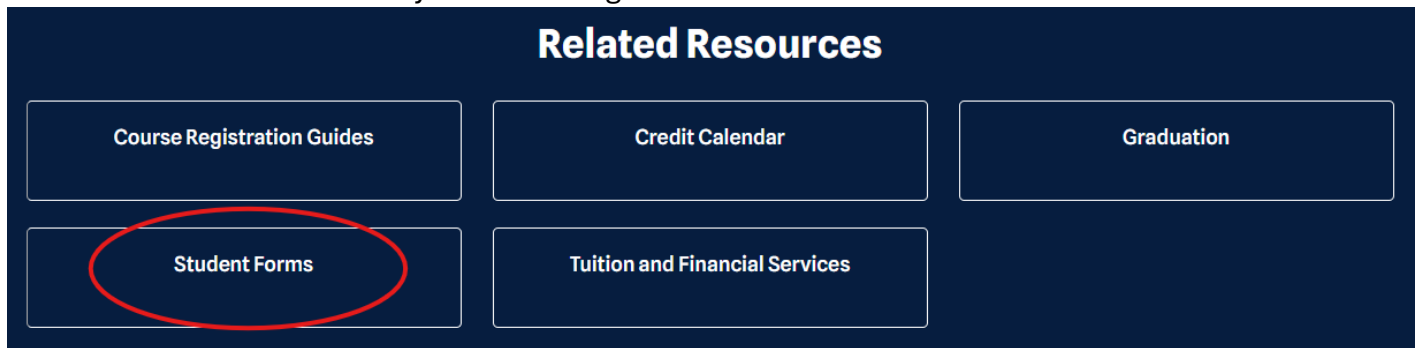 Related Resources
Course Registration Guides
Credit Calendar
Graduation
Student Forms
Tuition and Financial Services